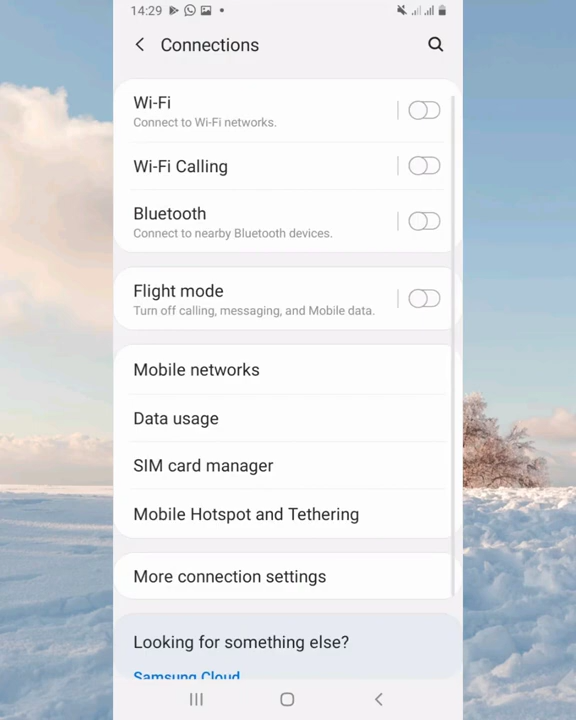 14:29
Connections
Wi-Fi
Connect to Wi-Fi networks.
Wi-Fi Calling
Bluetooth
Connect to nearby Bluetooth devices.
Flight mode
Turn off calling, messaging, and Mobile data.
Mobile networks
Data usage
SIM card manager
Mobile Hotspot and Tethering
More connection settings
Looking for something else?
Samsung Cloud